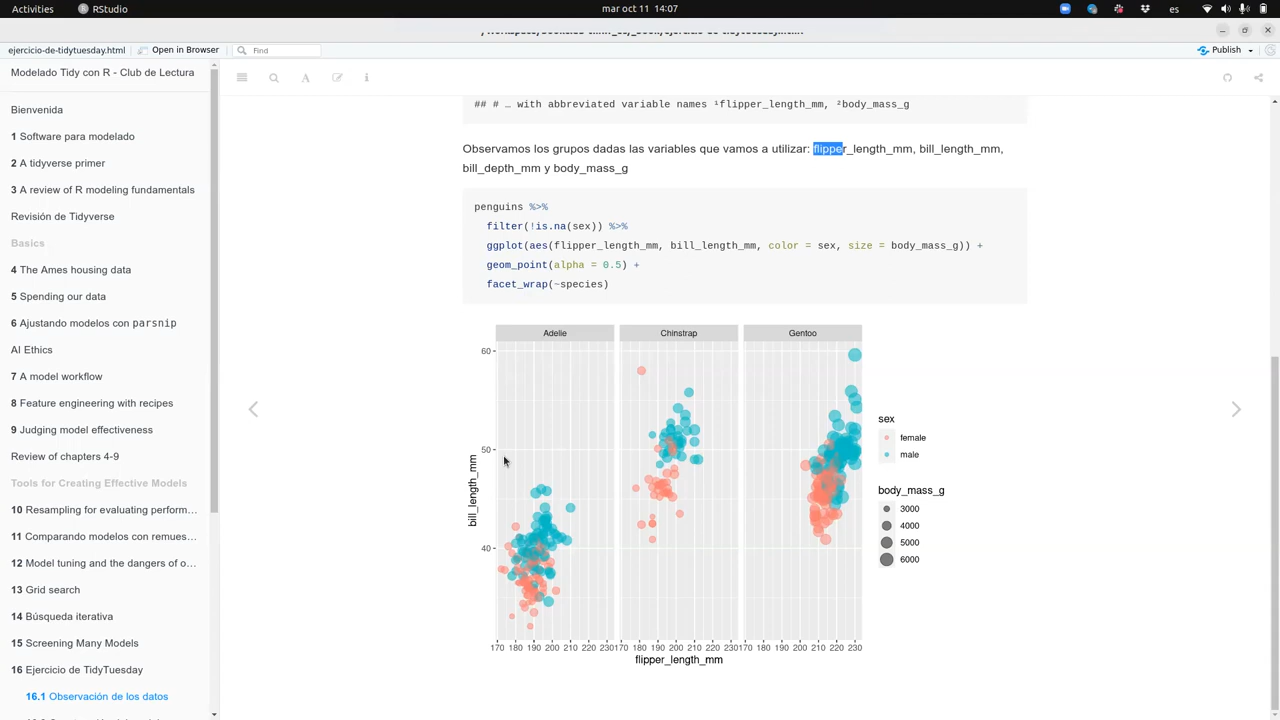 Activities RStudio mar oct 11 14:07 es
ejercicio-de-tidytuesday.html Open in Browser Find Publish
Modelado Tidy con R - Club de Lectura
Bienvenida
1 Software para modelado
2 A tidyverse primer
3 A review of R modeling fundamentals
Revisión de Tidyverse
Basics
4 The Ames housing data
5 Spending our data
6 Ajustando modelos con parsnip
AI Ethics
7 A model workflow
8 Feature engineering with recipes
9 Judging model effectiveness
Review of chapters 4-9
Tools for Creating Effective Models
10 Resampling for evaluating perform…
11 Comparando modelos con remues…
12 Model tuning and the dangers of o…
13 Grid search
14 Búsqueda iterativa
15 Screening Many Models
16 Ejercicio de TidyTuesday
16.1 Observación de los datos
## # … with abbreviated variable names ¹flipper_length_mm, ²body_mass_g
Observamos los grupos dadas las variables que vamos a utilizar: flipper_length_mm, bill_length_mm,
bill_depth_mm y body_mass_g
penguins %>%
filter(!is.na(sex)) %>%
ggplot(aes(flipper_length_mm, bill_length_mm, color = sex, size = body_mass_g)) +
geom_point(alpha = 0.5) +
facet_wrap(~species)
Adelie Chinstrap Gentoo
60
50
40
bill_length_mm
170 180 190 200 210 220 230 170 180 190 200 210 220 230 170 180 190 200 210 220 230
flipper_length_mm
sex
female
male
body_mass_g
3000
4000
5000
6000